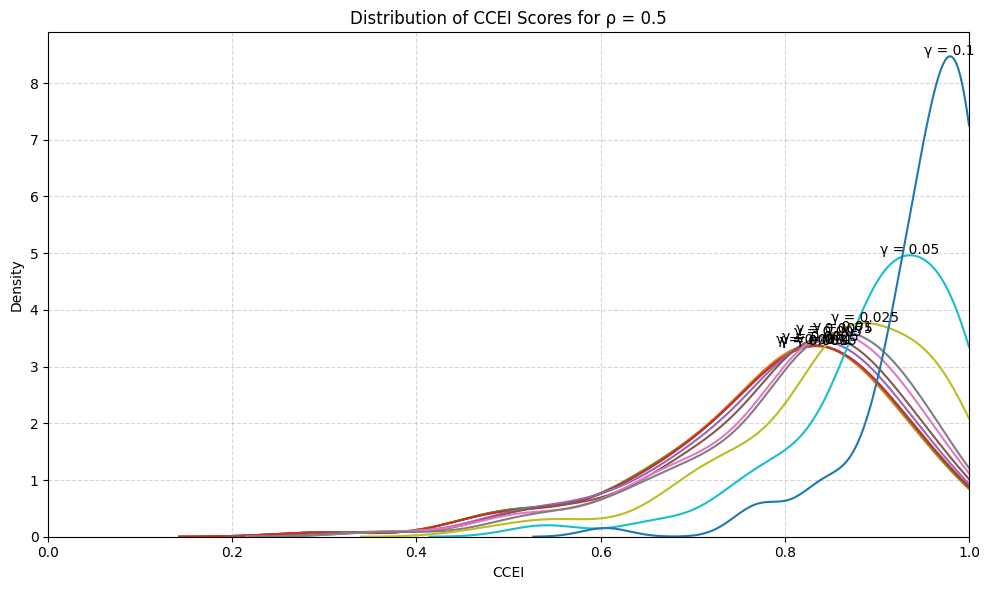 Distribution of CCEI Scores for ρ = 0.5
γ = 0.1
γ = 0.05
γ = 0.025
Density
8
7
6
5
4
3
2
1
0
0.0
0.2
0.4
0.6
0.8
1.0
CCEI